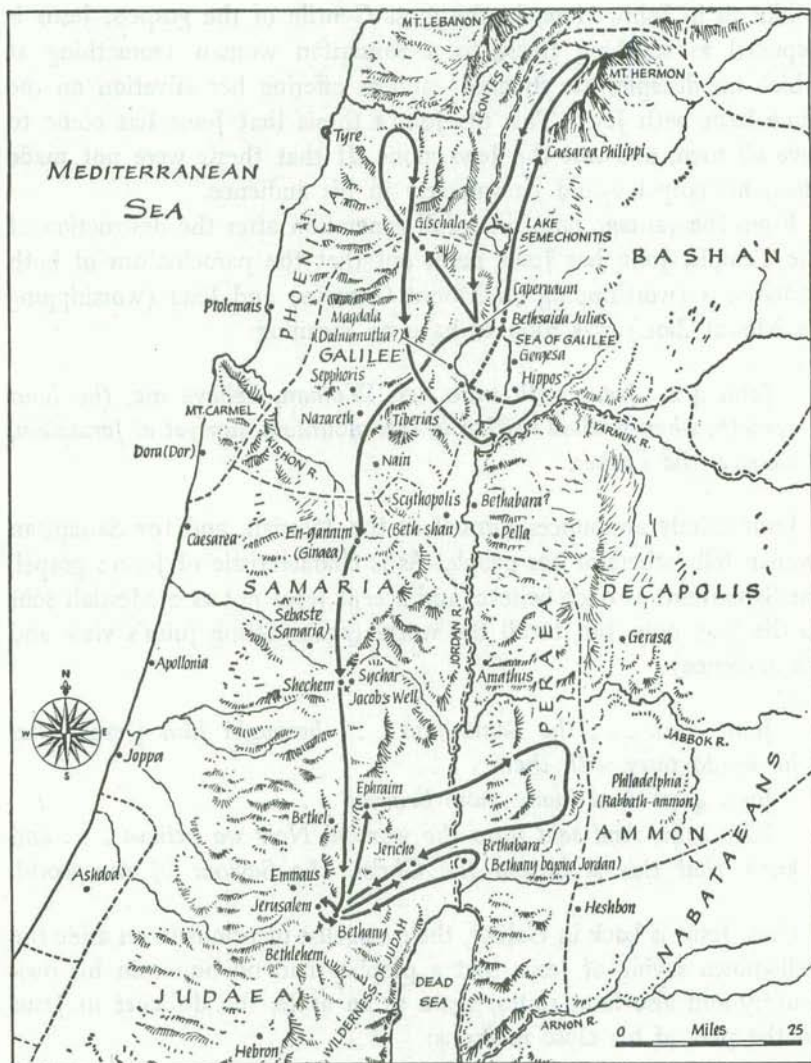 MT. LEBANON
MT. HERMON
Tyre
Caesarea Philippi
MEDITERRANEAN
SEA
PHOENICIA
Gischala
LAKE
SEMECHONITIS
BASHAN
Capernaum
Ptolemais
Magdala
(Dalmanutha?)
Bethsaida Julias
SEA OF GALILEE
GALILEE
Gergesa
Sepphoris
Hippos
MT. CARMEL
Nazareth
Tiberias
YARMUK R.
KISHON R.
Dora (Dor)
Nain
Scythopolis
(Beth-shan)
Bethabara?
Caesarea
En-gannim
(Ginaea)
Pella
SAMARIA
DECAPOLIS
Sebaste
(Samaria)
JORDAN R.
PERAE
Gerasa
Apollonia
Sychar
Amathus
Shechem
Jacob's Well
N
W
E
S
JABBOK R.
Joppa
Ephraim
Philadelphia
(Rabbath-ammon)
Bethel
AMMON
Jericho
Bethabara
(Bethany beyond Jordan)
NABATAEANS
Ashdod
Emmaus
Jerusalem
Heshbon
Bethany
Bethlehem
WILDERNESS OF JUDAH
JUDAEA
DEAD
SEA
ARNON R.
Hebron
0 Miles 25